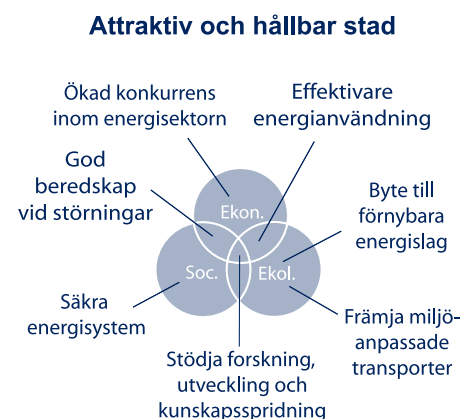 Attraktiv och hållbar stad
Ökad konkurrens
inom energisektorn
Effektivare
energianvändning
God
beredskap
vid störningar
Ekon.
Byte till
förnybara
energislag
Soc.
Ekol.
Säkra
energisystem
Främja miljö-
anpassade
transporter
Stödja forskning,
utveckling och
kunskapsspridning